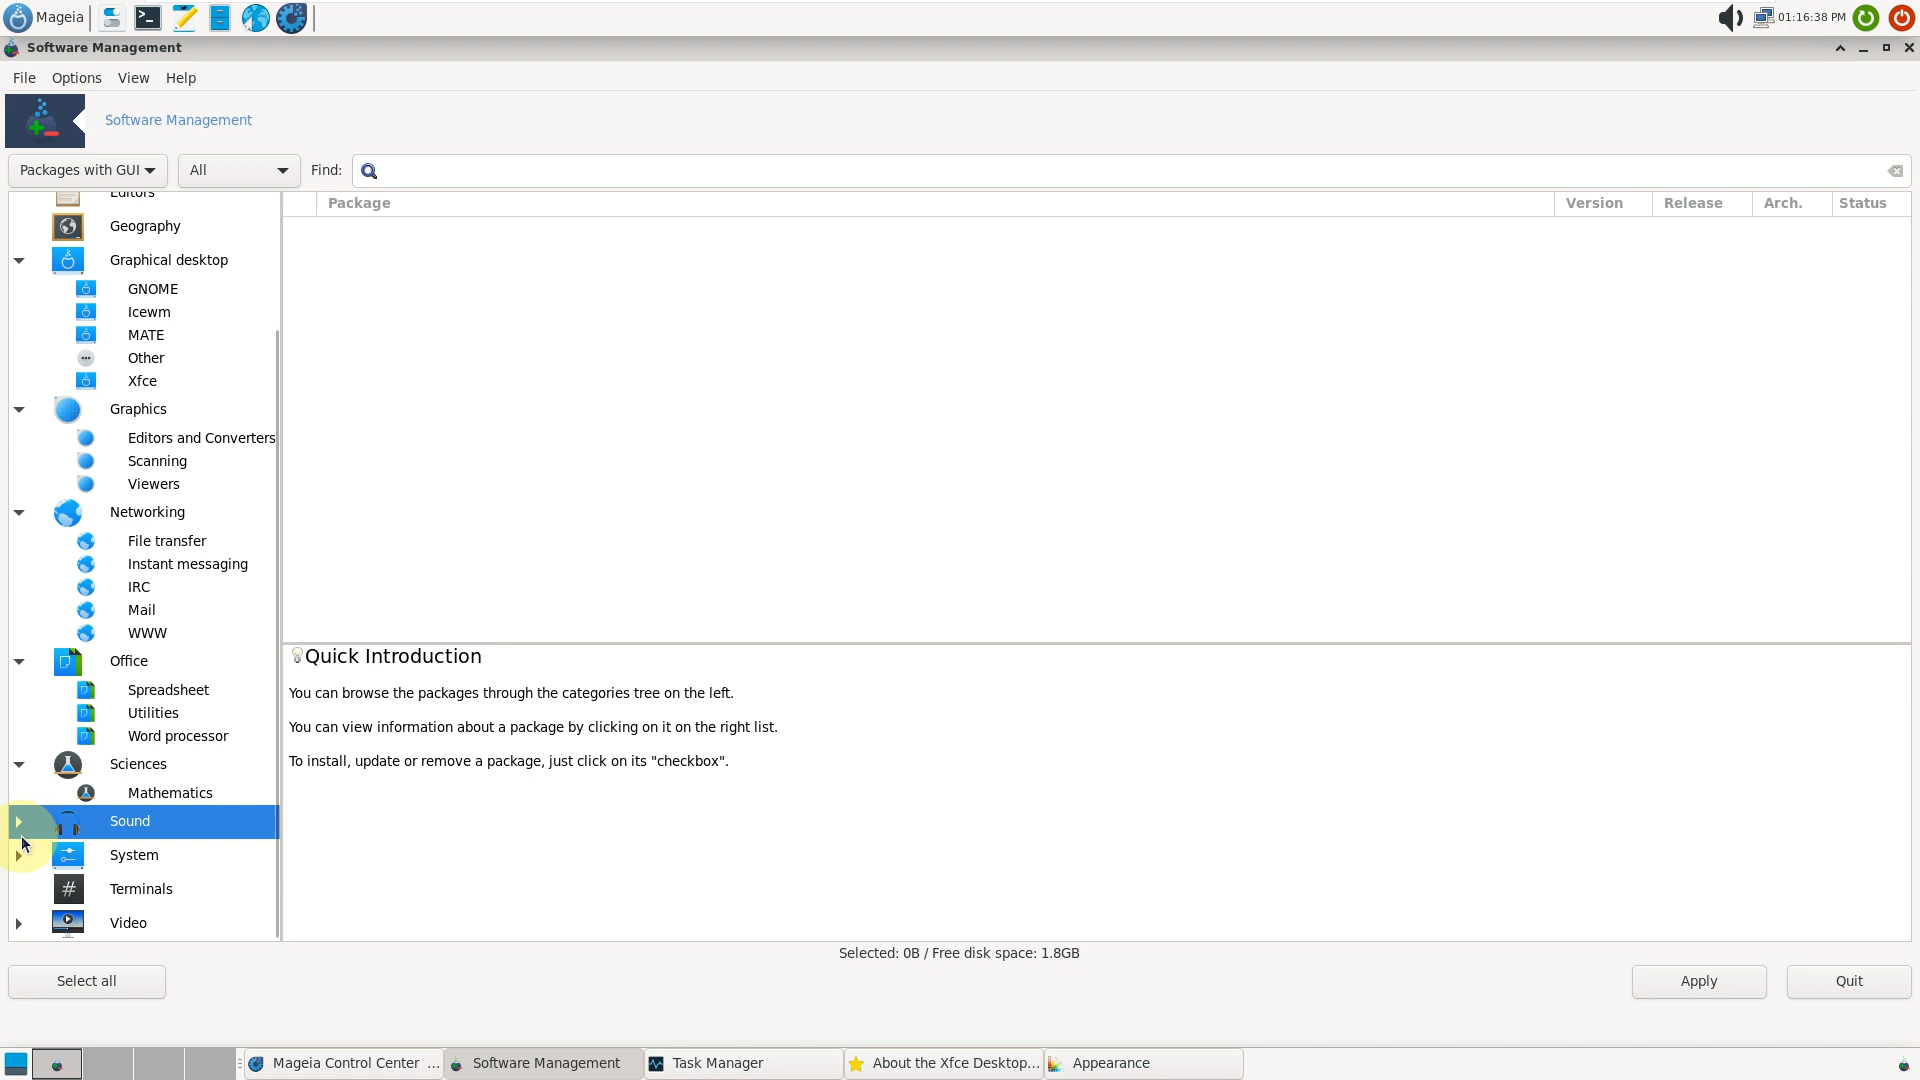 Mageia
01:16:38 PM
Software Management
File Options View Help
Software Management
Packages with GUI All Find:
Editors
Geography
Graphical desktop
GNOME
Icewm
MATE
Other
Xfce
Graphics
Editors and Converters
Scanning
Viewers
Networking
File transfer
Instant messaging
IRC
Mail
WWW
Office
Spreadsheet
Utilities
Word processor
Sciences
Mathematics
Sound
System
Terminals
Video
Package Version Release Arch. Status
Quick Introduction
You can browse the packages through the categories tree on the left.
You can view information about a package by clicking on it on the right list.
To install, update or remove a package, just click on its "checkbox".
Selected: 0B / Free disk space: 1.8GB
Select all Apply Quit
Mageia Control Center ... Software Management Task Manager About the Xfce Desktop... Appearance